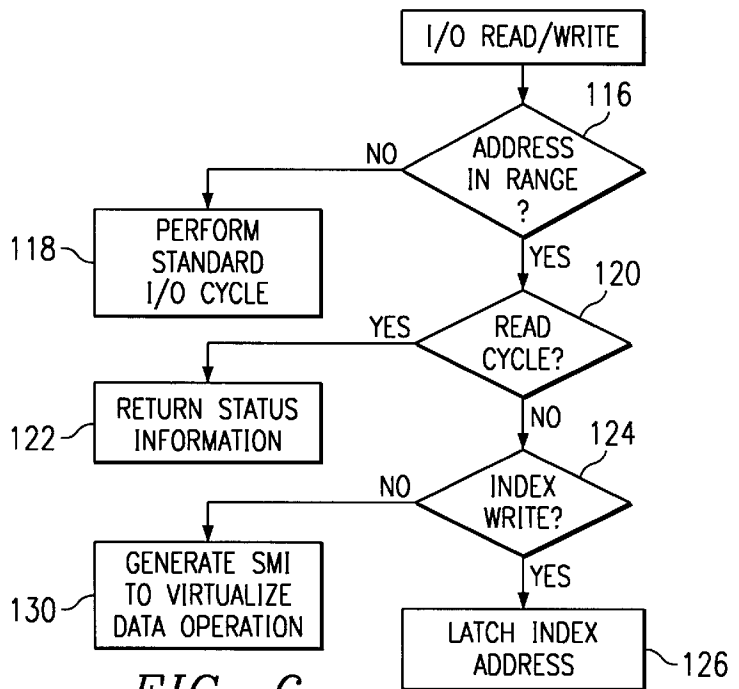 I/O READ/WRITE
116
ADDRESS
IN RANGE
?
NO
YES
118
PERFORM
STANDARD
I/O CYCLE
120
READ
CYCLE?
YES
NO
122
RETURN STATUS
INFORMATION
124
INDEX
WRITE?
NO
YES
130
GENERATE SMI
TO VIRTUALIZE
DATA OPERATION
LATCH INDEX
ADDRESS
126